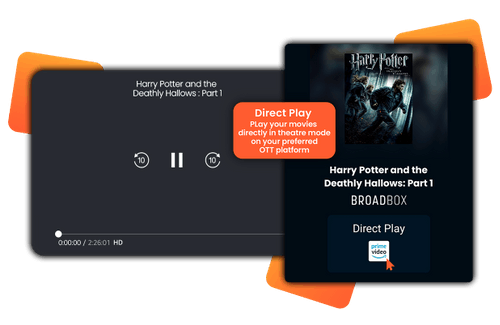 Harry Potter and the
Deathly Hallows : Part 1
10
10
0:00:00 / 2:26:01 HD
Direct Play
PLay your movies
directly in theatre mode
on your preferred
OTT platform
Harry Potter
Harry Potter and the
Deathly Hallows: Part 1
BROADBOX
Direct Play
prime
video